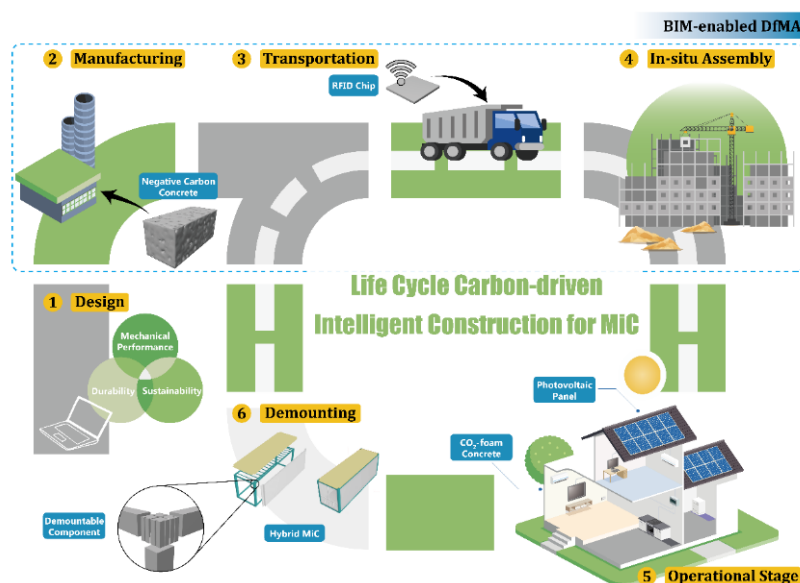 BIM-enabled DfMA
2 Manufacturing
3 Transportation
4 In-situ Assembly
RFID Chip
Negative Carbon
Concrete
Life Cycle Carbon-driven
Intelligent Construction for MiC
1 Design
Mechanical
Performance
Durability
Sustainability
6 Demounting
Demountable
Component
Hybrid MiC
Photovoltaic
Panel
CO₂-foam
Concrete
5 Operational Stage